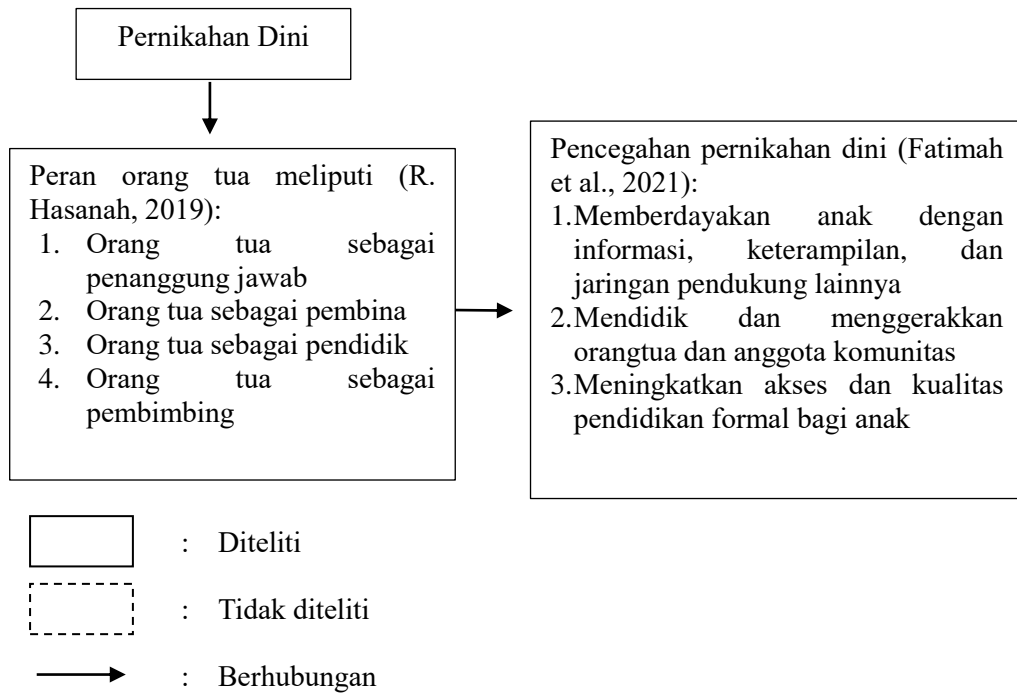 Pernikahan Dini
Peran orang tua meliputi (R.
Hasanah, 2019):
1. Orang tua sebagai
penanggung jawab
2. Orang tua sebagai pembina
3. Orang tua sebagai pendidik
4. Orang tua sebagai
pembimbing
Pencegahan pernikahan dini (Fatimah
et al., 2021):
1.Memberdayakan anak dengan
informasi, keterampilan, dan
jaringan pendukung lainnya
2.Mendidik dan menggerakkan
orangtua dan anggota komunitas
3.Meningkatkan akses dan kualitas
pendidikan formal bagi anak
: Diteliti
: Tidak diteliti
: Berhubungan